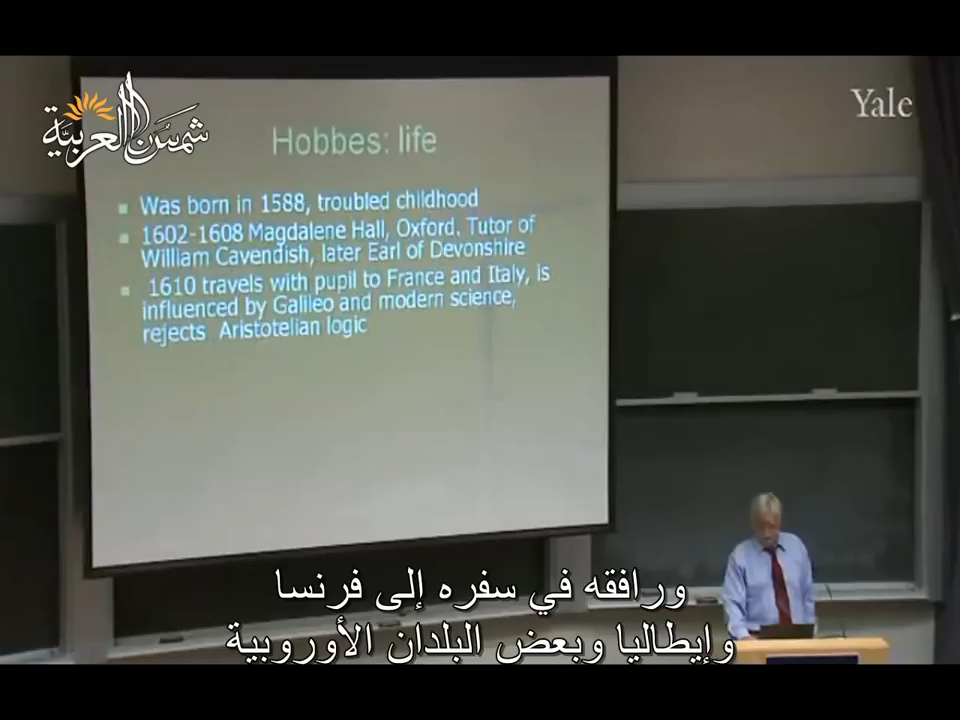 شمس العربية
Yale
Hobbes: life
Was born in 1588, troubled childhood
1602-1608 Magdalene Hall, Oxford. Tutor of
William Cavendish, later Earl of Devonshire
1610 travels with pupil to France and Italy, is
influenced by Galileo and modern science,
rejects Aristotelian logic
ورافقه في سفره إلى فرنسا
وإيطاليا وبعض البلدان الأوروبية